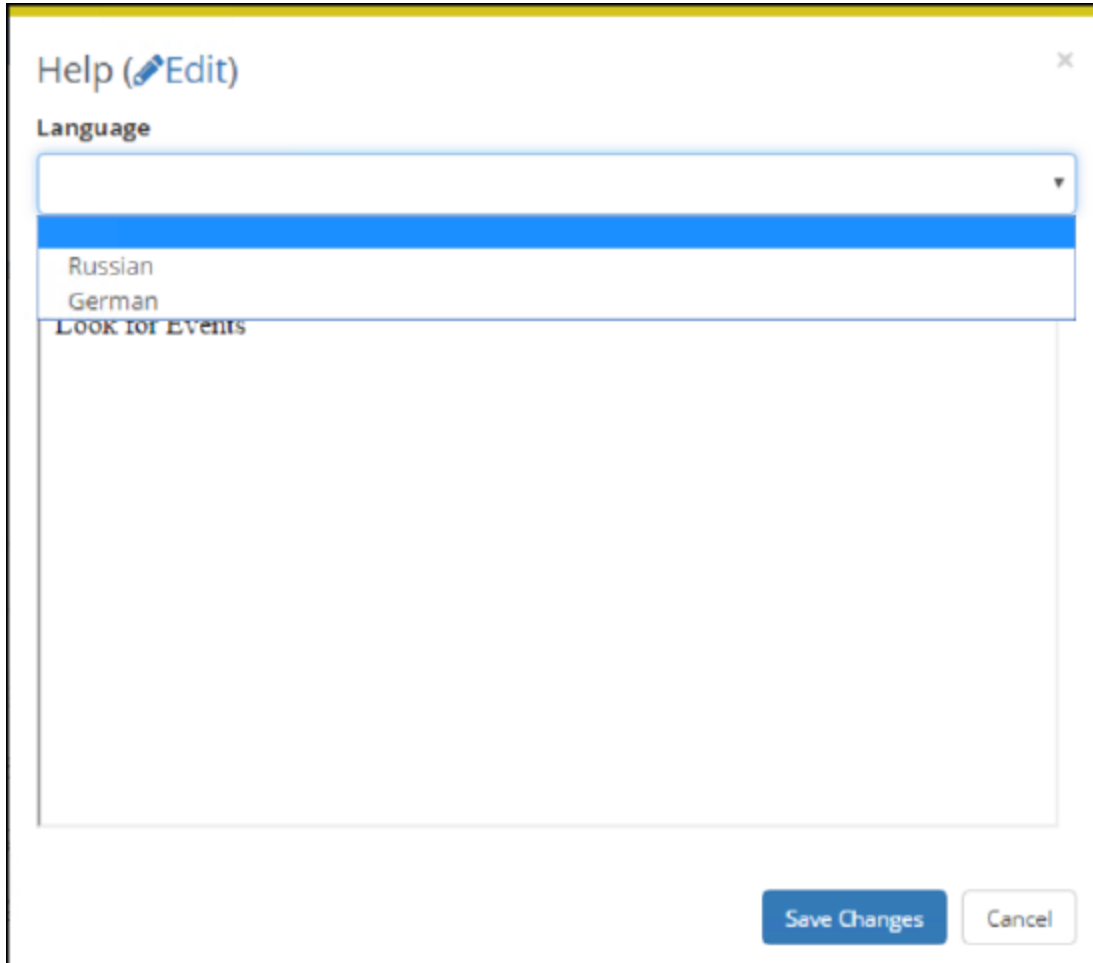 Help (Edit)
×
Language
Russian
German
Look for Events
Save Changes
Cancel